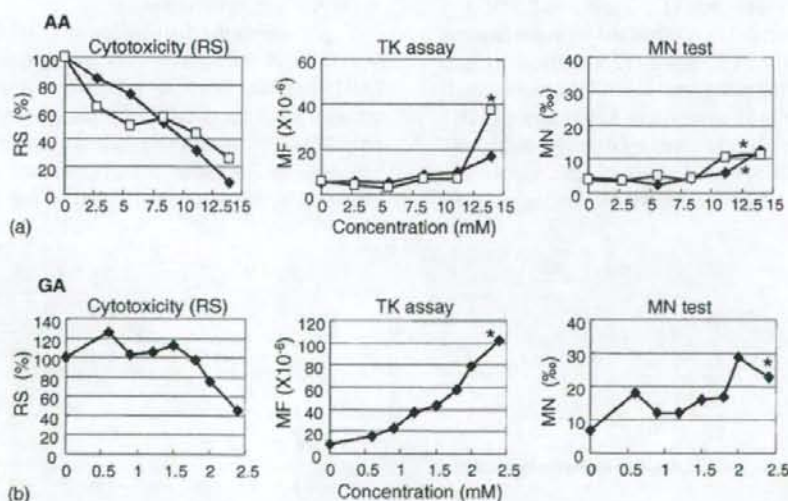 AA
Cytotoxicity (RS)
TK assay
MN test
RS (%)
100
80
60
40
20
0
0 2.5 5 7.5 10 12.5 15
MF (X10⁻⁶)
60
40
20
0
0 2.5 5 7.5 10 12.5 15
MN (‰)
40
30
20
10
0
0 2.5 5 7.5 10 12.5 15
(a)
Concentration (mM)
GA
Cytotoxicity (RS)
TK assay
MN test
RS (%)
140
120
100
80
60
40
20
0
0 0.5 1 1.5 2 2.5
MF (X10⁻⁶)
120
100
80
60
40
20
0
0 0.5 1 1.5 2 2.5
MN (‰)
40
30
20
10
0
0 0.5 1 1.5 2 2.5
(b)
Concentration (mM)